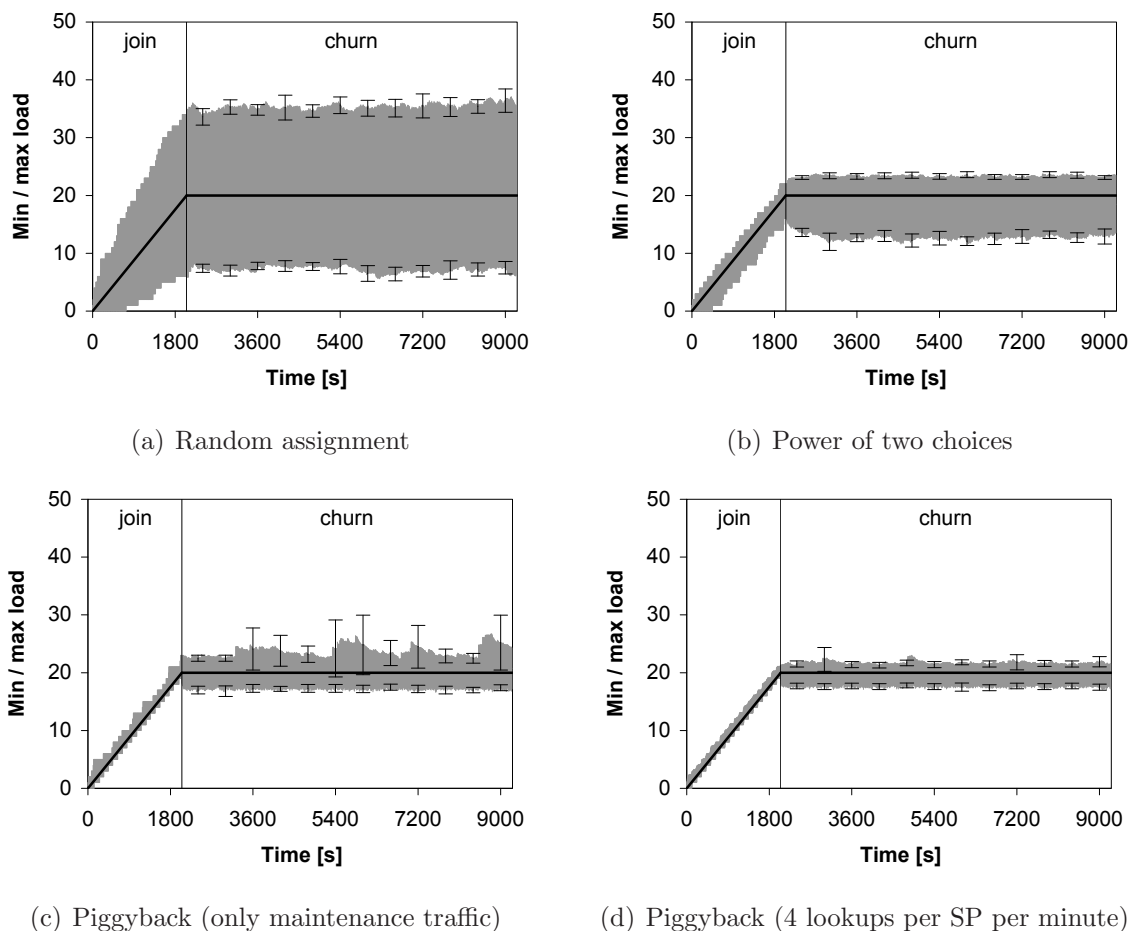 50
40
30
20
10
0
Min / max load
join
churn
0 1800 3600 5400 7200 9000
Time [s]
(a) Random assignment
50
40
30
20
10
0
Min / max load
join
churn
0 1800 3600 5400 7200 9000
Time [s]
(b) Power of two choices
50
40
30
20
10
0
Min / max load
join
churn
0 1800 3600 5400 7200 9000
Time [s]
(c) Piggyback (only maintenance traffic)
50
40
30
20
10
0
Min / max load
join
churn
0 1800 3600 5400 7200 9000
Time [s]
(d) Piggyback (4 lookups per SP per minute)